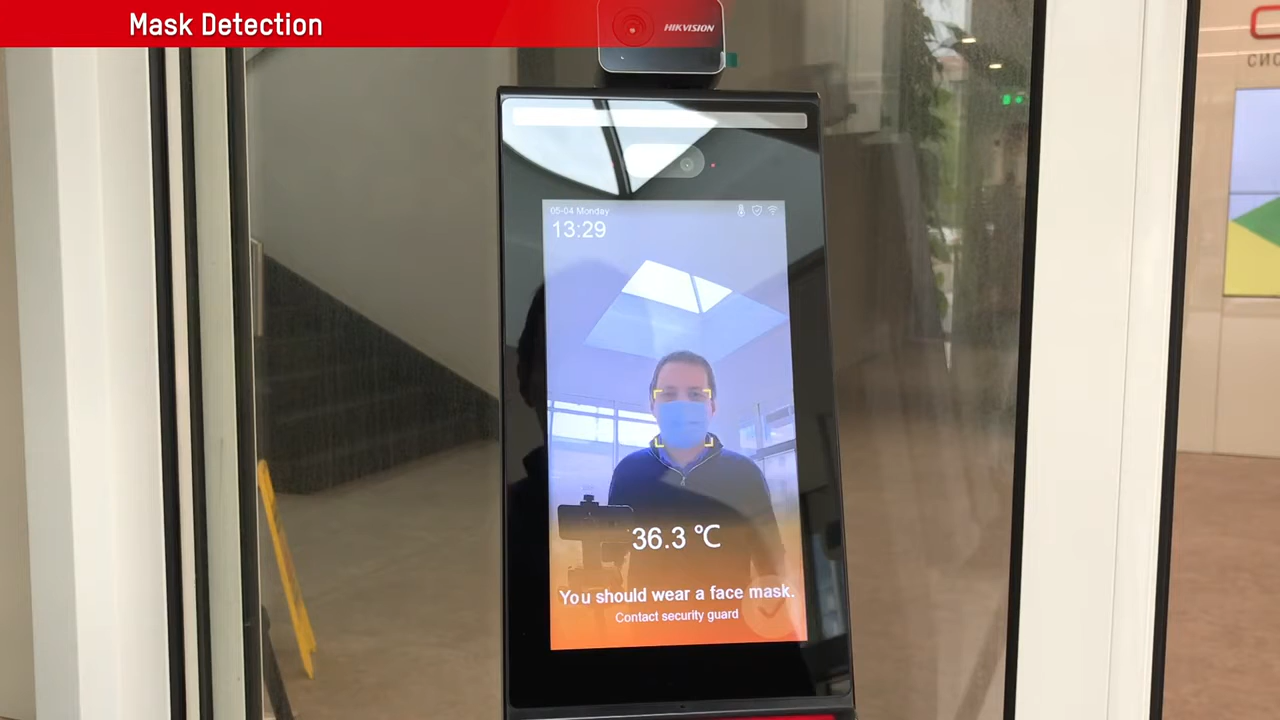 Mask Detection
HIKVISION
05-04 Monday
13:29
36.3 °C
You should wear a face mask.
Contact security guard